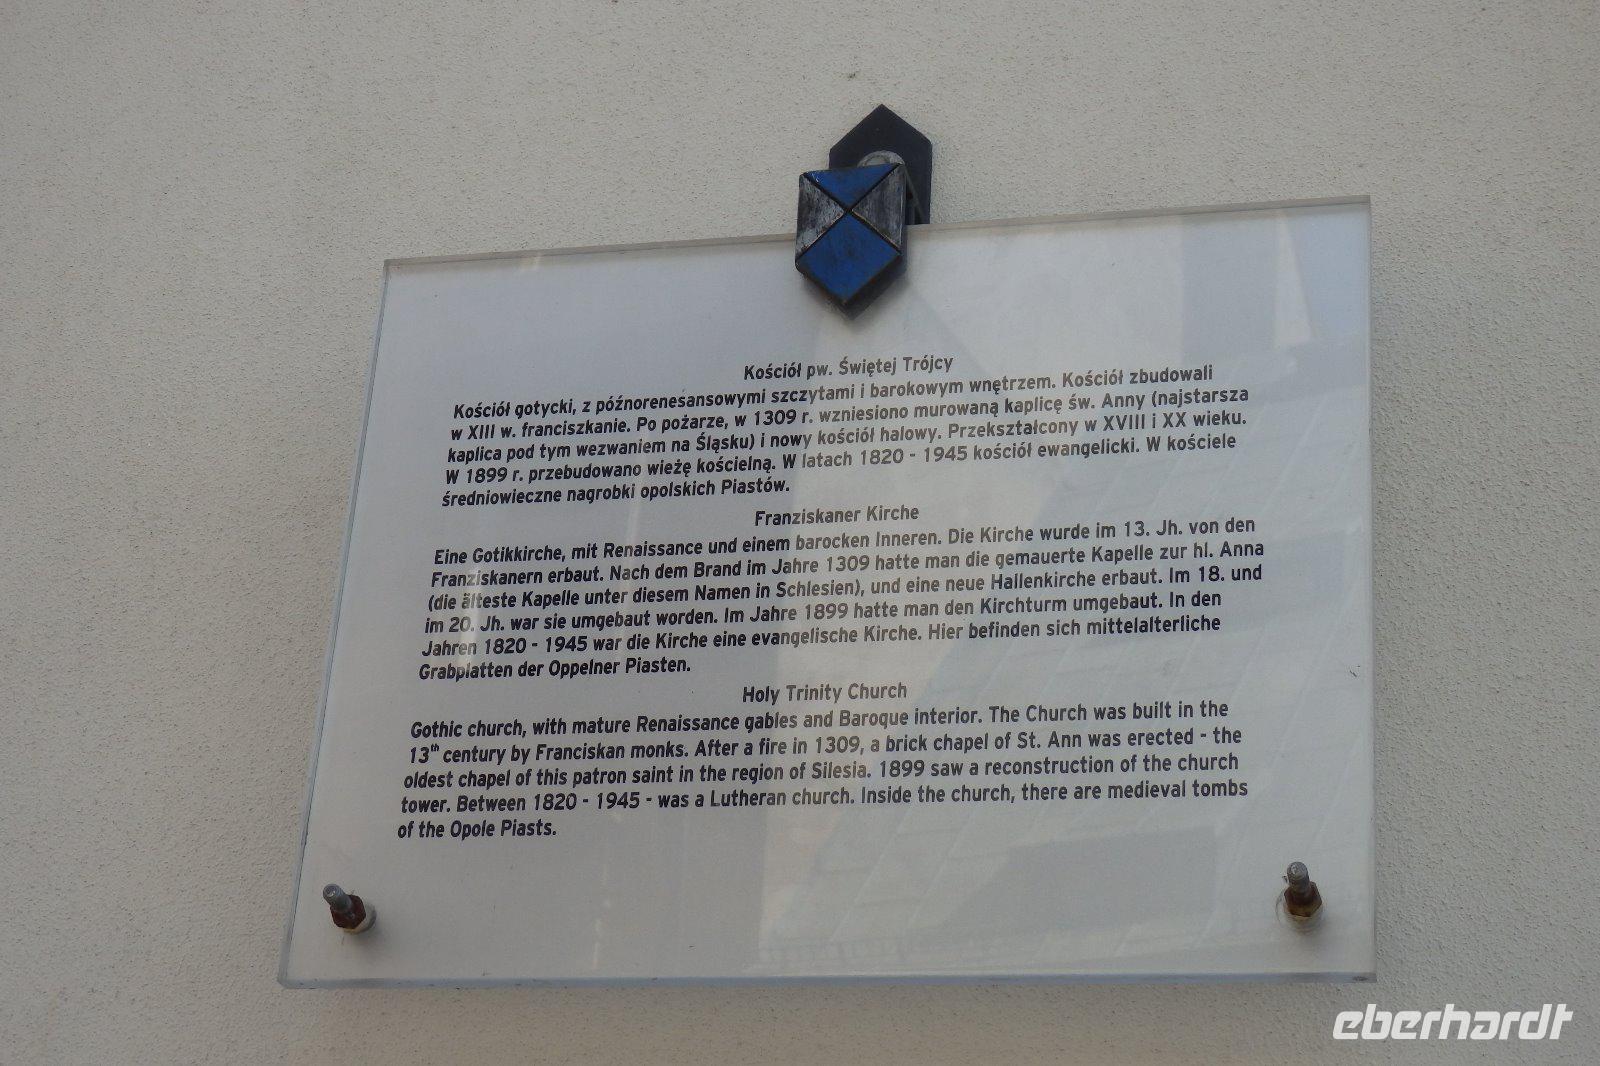 Kościół pw. Świętej Trójcy
Kościół gotycki, z późnorenesansowymi szczytami i barokowym wnętrzem. Kościół zbudowali
w XIII w. franciszkanie. Po pożarze, w 1309 r. wzniesiono murowaną kaplicę św. Anny (najstarsza
kaplica pod tym wezwaniem na Śląsku) i nowy kościół halowy. Przekształcony w XVIII i XX wieku.
W 1899 r. przebudowano wieżę kościelną. W latach 1820 - 1945 kościół ewangelicki. W kościele
średniowieczne nagrobki opolskich Piastów.
Franziskaner Kirche
Eine Gotikkirche, mit Renaissance und einem barocken Inneren. Die Kirche wurde im 13. Jh. von den
Franziskanern erbaut. Nach dem Brand im Jahre 1309 hatte man die gemauerte Kapelle zur hl. Anna
(die älteste Kapelle unter diesem Namen in Schlesien), und eine neue Hallenkirche erbaut. Im 18. und
im 20. Jh. war sie umgebaut worden. Im Jahre 1899 hatte man den Kirchturm umgebaut. In den
Jahren 1820 - 1945 war die Kirche eine evangelische Kirche. Hier befinden sich mittelalterliche
Grabplatten der Oppelner Piasten.
Holy Trinity Church
Gothic church, with mature Renaissance gables and Baroque interior. The Church was built in the
13th century by Franciskan monks. After a fire in 1309, a brick chapel of St. Ann was erected - the
oldest chapel of this patron saint in the region of Silesia. 1899 saw a reconstruction of the church
tower. Between 1820 - 1945 - was a Lutheran church. Inside the church, there are medieval tombs
of the Opole Piasts.
eberhardt